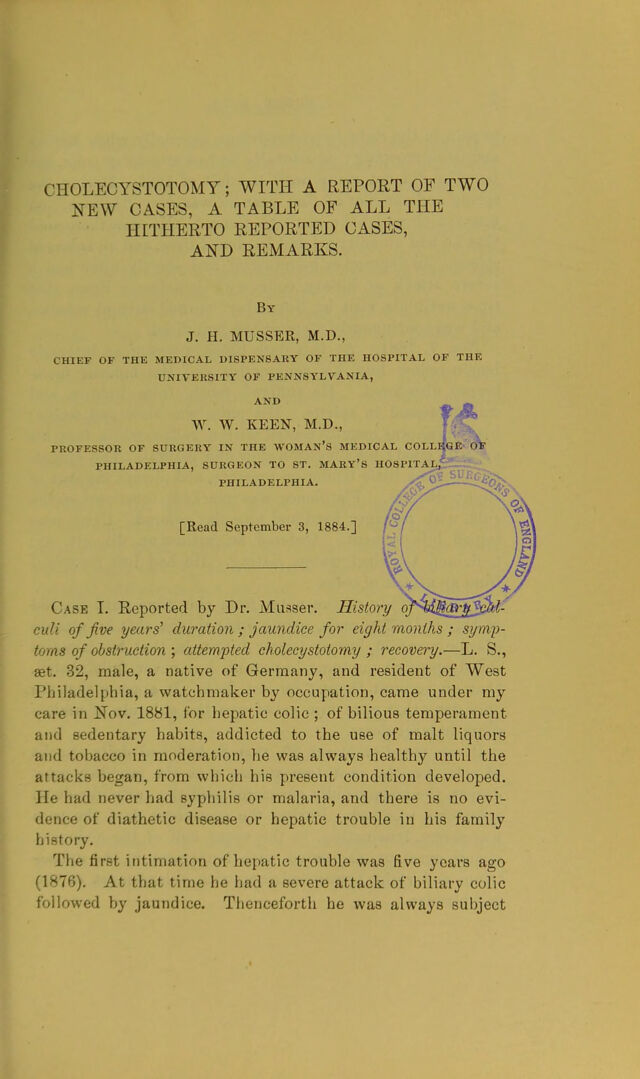 CHOLECYSTOTOMY; WITH A REPORT OF TWO
NEW CASES, A TABLE OF ALL THE
HITHERTO REPORTED CASES,
AND REMARKS.
BY
J. H. MUSSER, M.D.,
CHIEF OF THE MEDICAL DISPENSARY OF THE HOSPITAL OF THE
UNIVERSITY OF PENNSYLVANIA,
AND
W. W. KEEN, M.D.,
PROFESSOR OF SURGERY IN THE WOMAN'S MEDICAL COLLEGE OF
PHILADELPHIA, SURGEON TO ST. MARY'S HOSPITAL,
PHILADELPHIA.
ROYAL COLLEGE OF SURGEONS OF ENGLAND
LIBRARY
[Read September 3, 1884.]
CASE I. Reported by Dr. Musser. History of biliary cal-
culi of five years' duration; jaundice for eight months; symp-
toms of obstruction; attempted cholecystotomy; recovery.—L. S.,
æt. 32, male, a native of Germany, and resident of West
Philadelphia, a watchmaker by occupation, came under my
care in Nov. 1881, for hepatic colic; of bilious temperament
and sedentary habits, addicted to the use of malt liquors
and tobacco in moderation, he was always healthy until the
attacks began, from which his present condition developed.
He had never had syphilis or malaria, and there is no evi-
dence of diathetic disease or hepatic trouble in his family
history.
The first intimation of hepatic trouble was five years ago
(1876). At that time he had a severe attack of biliary colic
followed by jaundice. Thenceforth he was always subject